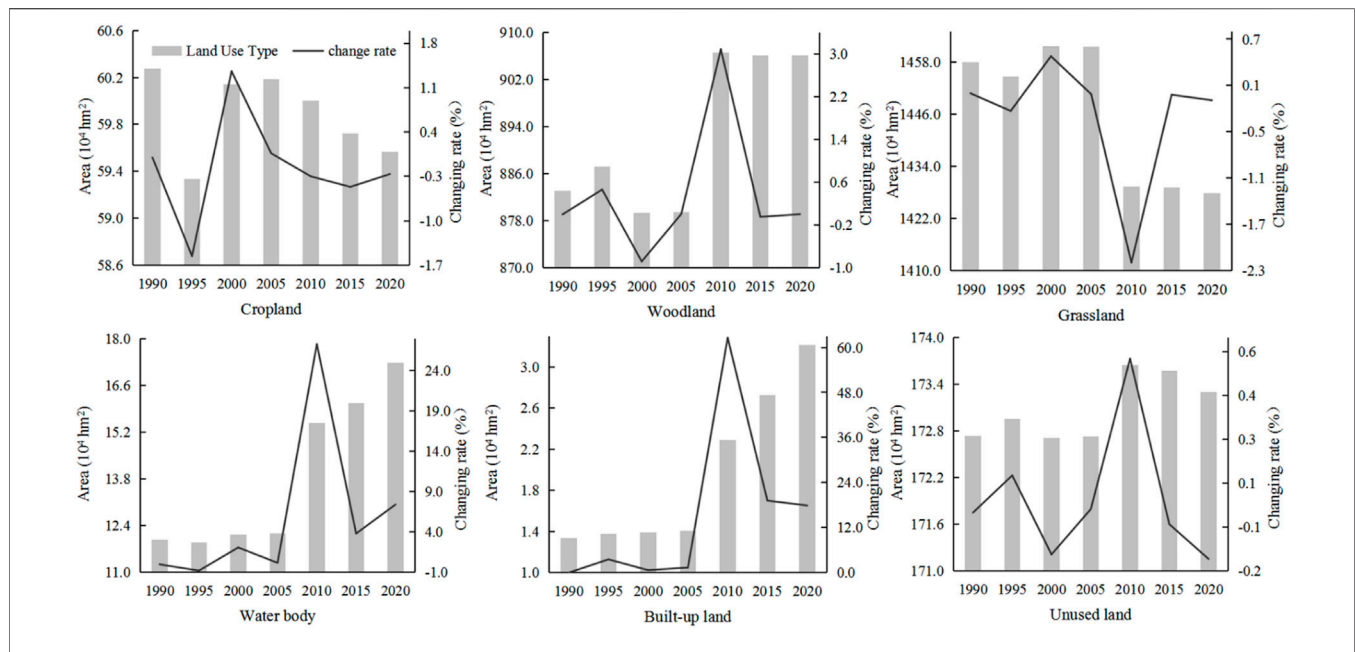 60.6
60.2
59.8
59.4
59.0
58.6
Area (10⁴ hm²)
Land Use Type
change rate
1.8
1.1
0.4
-0.3
-1.0
-1.7
Changing rate (%)
1990 1995 2000 2005 2010 2015 2020
Cropland
910.0
902.0
894.0
886.0
878.0
870.0
Area (10⁴ hm²)
3.0
2.2
1.4
0.6
-0.2
-1.0
Changing rate (%)
1990 1995 2000 2005 2010 2015 2020
Woodland
1458.0
1446.0
1434.0
1422.0
1410.0
Area (10⁴ hm²)
0.7
0.1
-0.5
-1.1
-1.7
-2.3
Changing rate (%)
1990 1995 2000 2005 2010 2015 2020
Grassland
18.0
16.6
15.2
13.8
12.4
11.0
Area (10⁴ hm²)
24.0
19.0
14.0
9.0
4.0
-1.0
Changing rate (%)
1990 1995 2000 2005 2010 2015 2020
Water body
3.0
2.6
2.2
1.8
1.4
1.0
Area (10⁴ hm²)
60.0
48.0
36.0
24.0
12.0
0.0
Changing rate (%)
1990 1995 2000 2005 2010 2015 2020
Built-up land
174.0
173.4
172.8
172.2
171.6
171.0
Area (10⁴ hm²)
0.6
0.4
0.3
0.1
-0.1
-0.2
Changing rate (%)
1990 1995 2000 2005 2010 2015 2020
Unused land